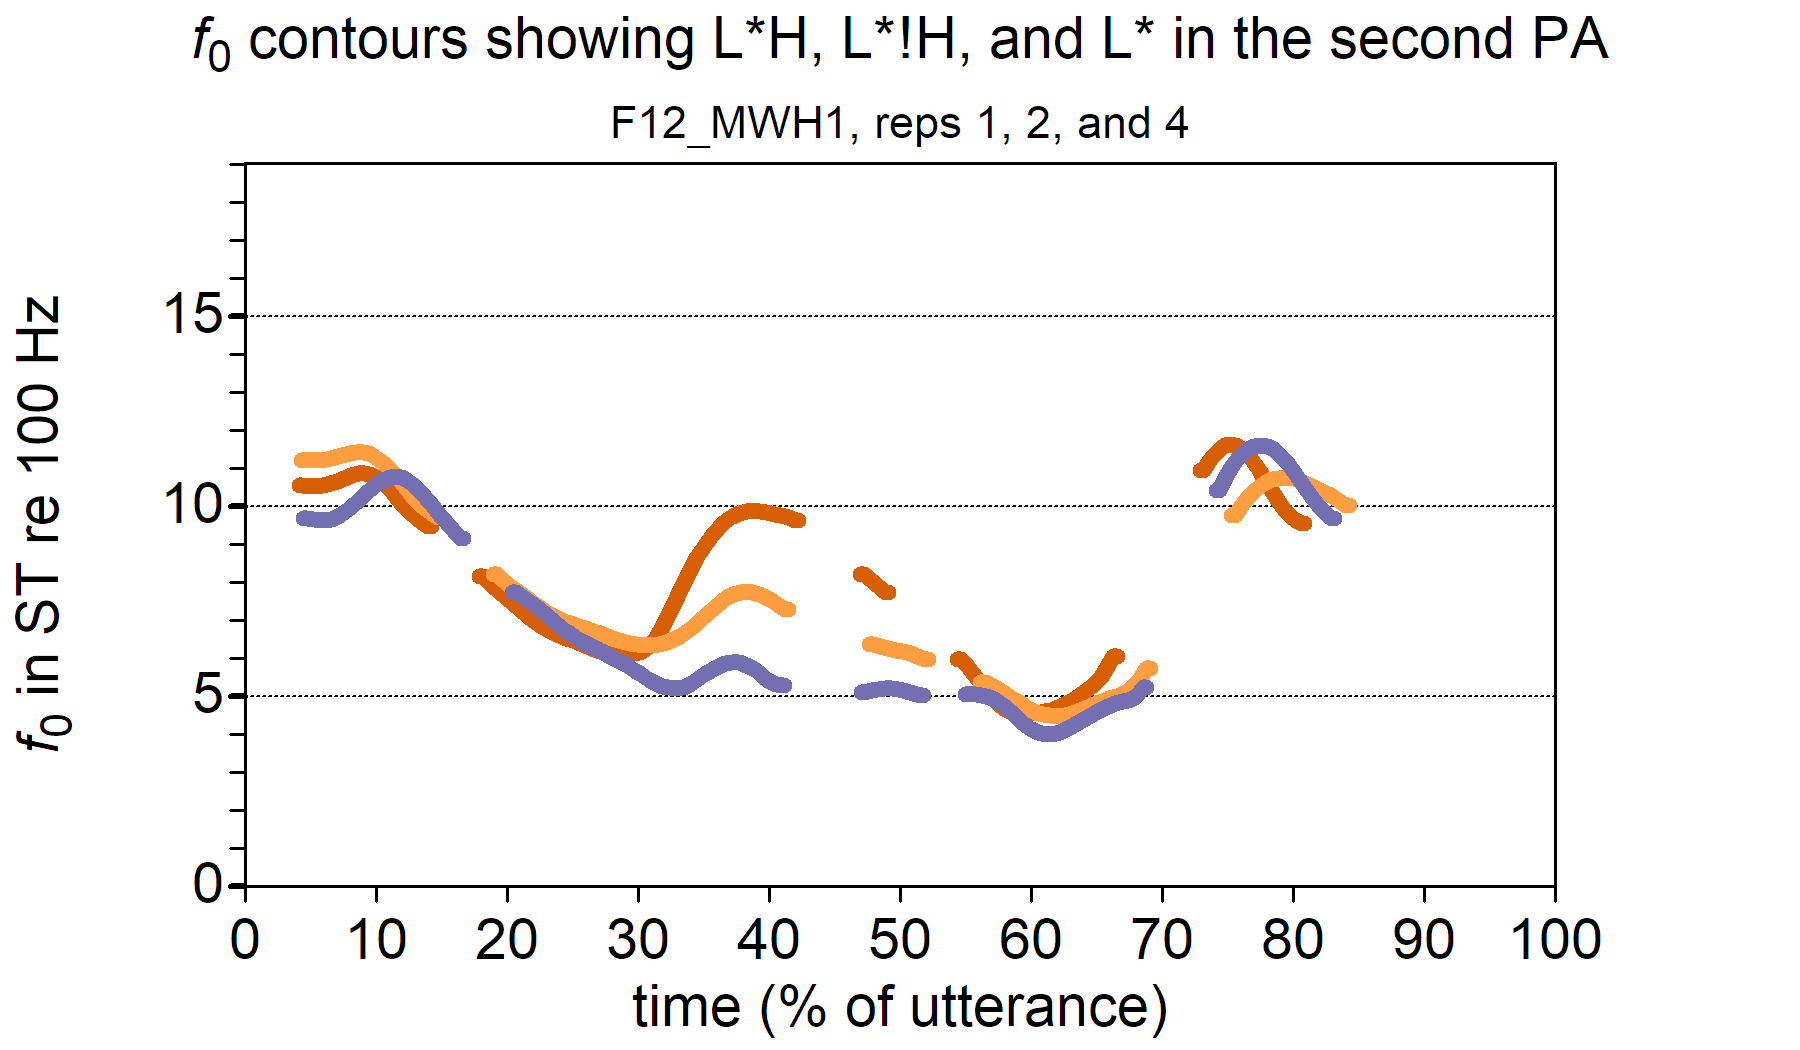 f0 contours showing L*H, L*!H, and L* in the second PA
F12_MWH1, reps 1, 2, and 4
f0 in ST re 100 Hz
15
10
5
0
0 10 20 30 40 50 60 70 80 90 100
time (% of utterance)